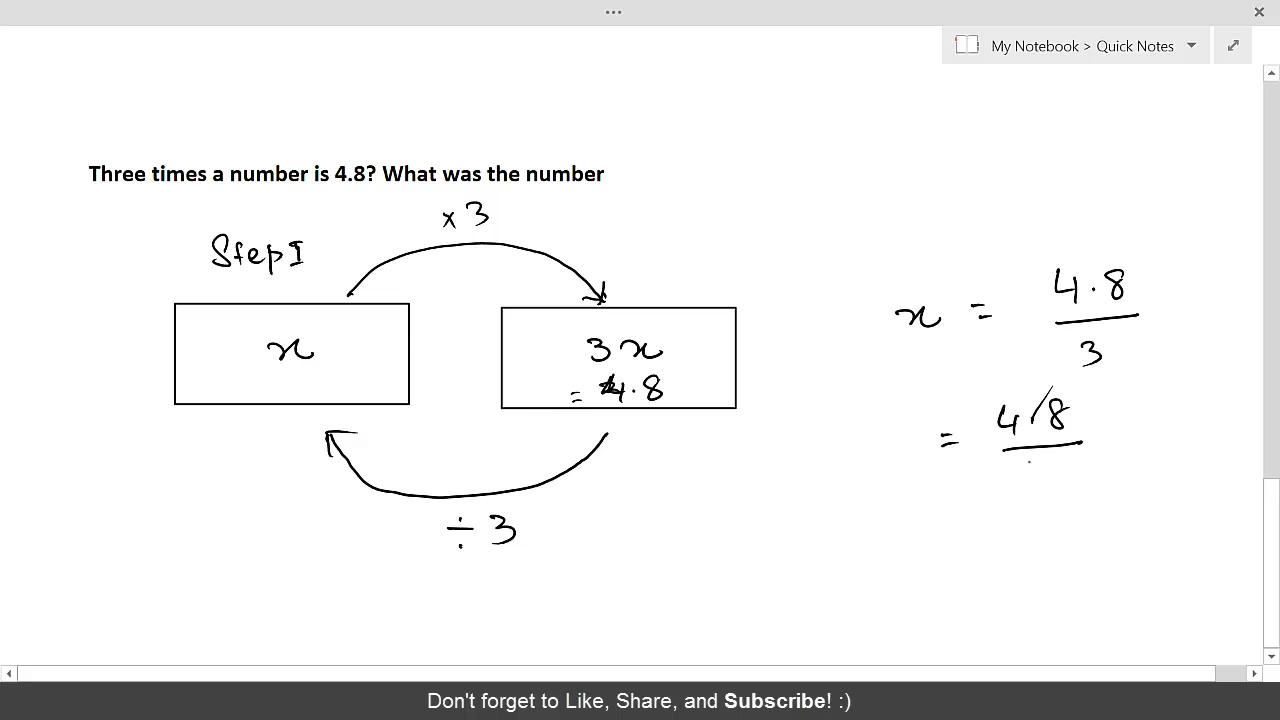 ...
My Notebook > Quick Notes
Three times a number is 4.8? What was the number
× 3
Step I
x
3x
= 4.8
÷ 3
x = 4.8
3
= 4/8
Don't forget to Like, Share, and Subscribe! :)